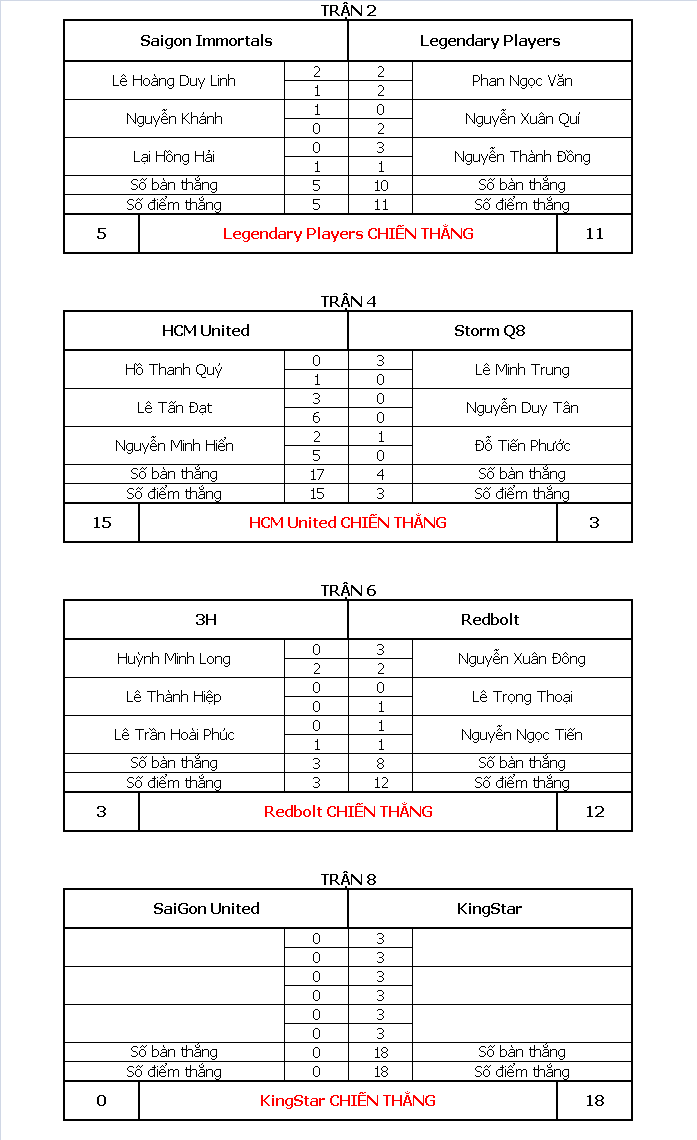 TRẬN 2
Saigon Immortals Legendary Players
Lê Hoàng Duy Linh 2 2 Phan Ngọc Văn
1 2
Nguyễn Khánh 1 0 Nguyễn Xuân Quí
0 2
Lại Hồng Hải 0 3 Nguyễn Thành Đồng
1 1
Số bàn thắng 5 10 Số bàn thắng
Số điểm thắng 5 11 Số điểm thắng
5 Legendary Players CHIẾN THẮNG 11
TRẬN 4
HCM United Storm Q8
Hồ Thanh Quý 0 3 Lê Minh Trung
1 0
Lê Tấn Đạt 3 0 Nguyễn Duy Tân
6 0
Nguyễn Minh Hiển 2 1 Đỗ Tiến Phước
5 0
Số bàn thắng 17 4 Số bàn thắng
Số điểm thắng 15 3 Số điểm thắng
15 HCM United CHIẾN THẮNG 3
TRẬN 6
3H Redbolt
Huỳnh Minh Long 0 3 Nguyễn Xuân Đông
2 2
Lê Thành Hiệp 0 0 Lê Trọng Thoại
0 1
Lê Trần Hoài Phúc 0 1 Nguyễn Ngọc Tiến
1 1
Số bàn thắng 3 8 Số bàn thắng
Số điểm thắng 3 12 Số điểm thắng
3 Redbolt CHIẾN THẮNG 12
TRẬN 8
SaiGon United KingStar
0 3
0 3
0 3
0 3
0 3
0 3
Số bàn thắng 0 18 Số bàn thắng
Số điểm thắng 0 18 Số điểm thắng
0 KingStar CHIẾN THẮNG 18